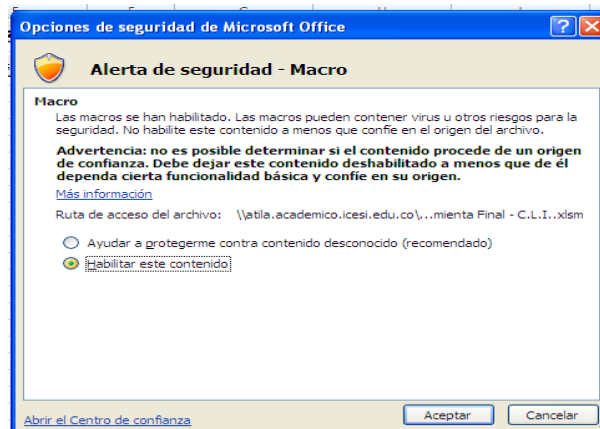 Opciones de seguridad de Microsoft Office
Alerta de seguridad - Macro
Macro
Las macros se han habilitado. Las macros pueden contener virus u otros riesgos para la
seguridad. No habilite este contenido a menos que confíe en el origen del archivo.
Advertencia: no es posible determinar si el contenido procede de un origen
de confianza. Debe dejar este contenido deshabilitado a menos que de él
dependa cierta funcionalidad básica y confíe en su origen.
Más información
Ruta de acceso del archivo: \\atila.academico.icesi.edu.co\...mienta Final - C.L.I..xlsm
Ayudar a protegerme contra contenido desconocido (recomendado)
Habilitar este contenido
Abrir el Centro de confianza
Aceptar
Cancelar